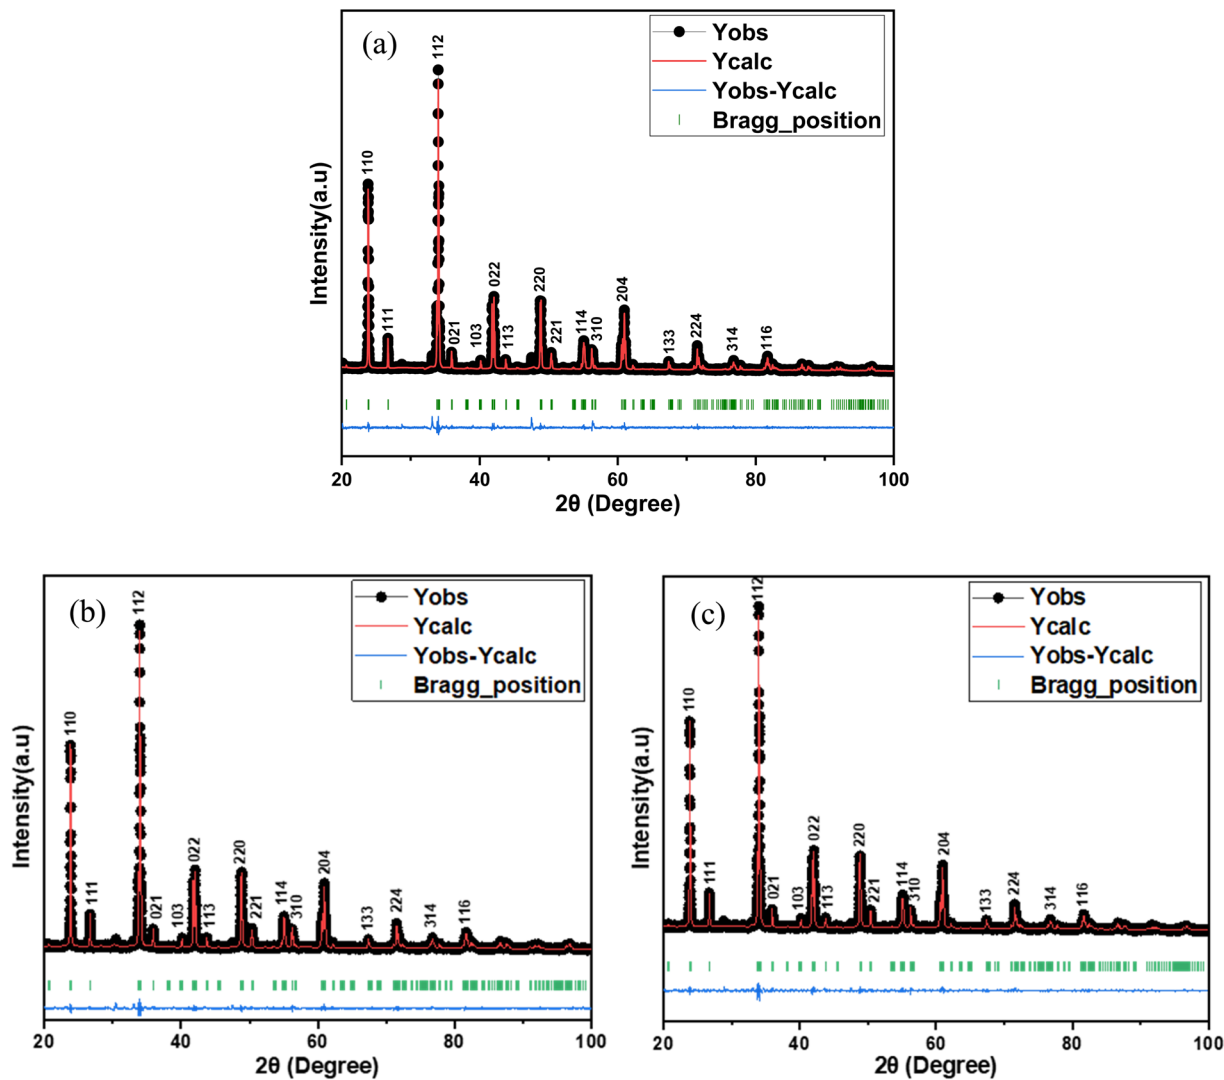 (a)
Yobs
Ycalc
Yobs-Ycalc
Bragg_position
110
111
112
021
103
022
113
220
221
114
310
204
133
224
314
116
Intensity(a.u)
20 40 60 80 100
2θ (Degree)
(b)
Yobs
Ycalc
Yobs-Ycalc
Bragg_position
110
111
112
021
103
022
113
220
221
114
310
204
133
224
314
116
Intensity(a.u)
20 40 60 80 100
2θ (Degree)
(c)
Yobs
Ycalc
Yobs-Ycalc
Bragg_position
110
111
112
021
103
022
113
220
221
114
310
204
133
224
314
116
Intensity(a.u)
20 40 60 80 100
2θ (Degree)